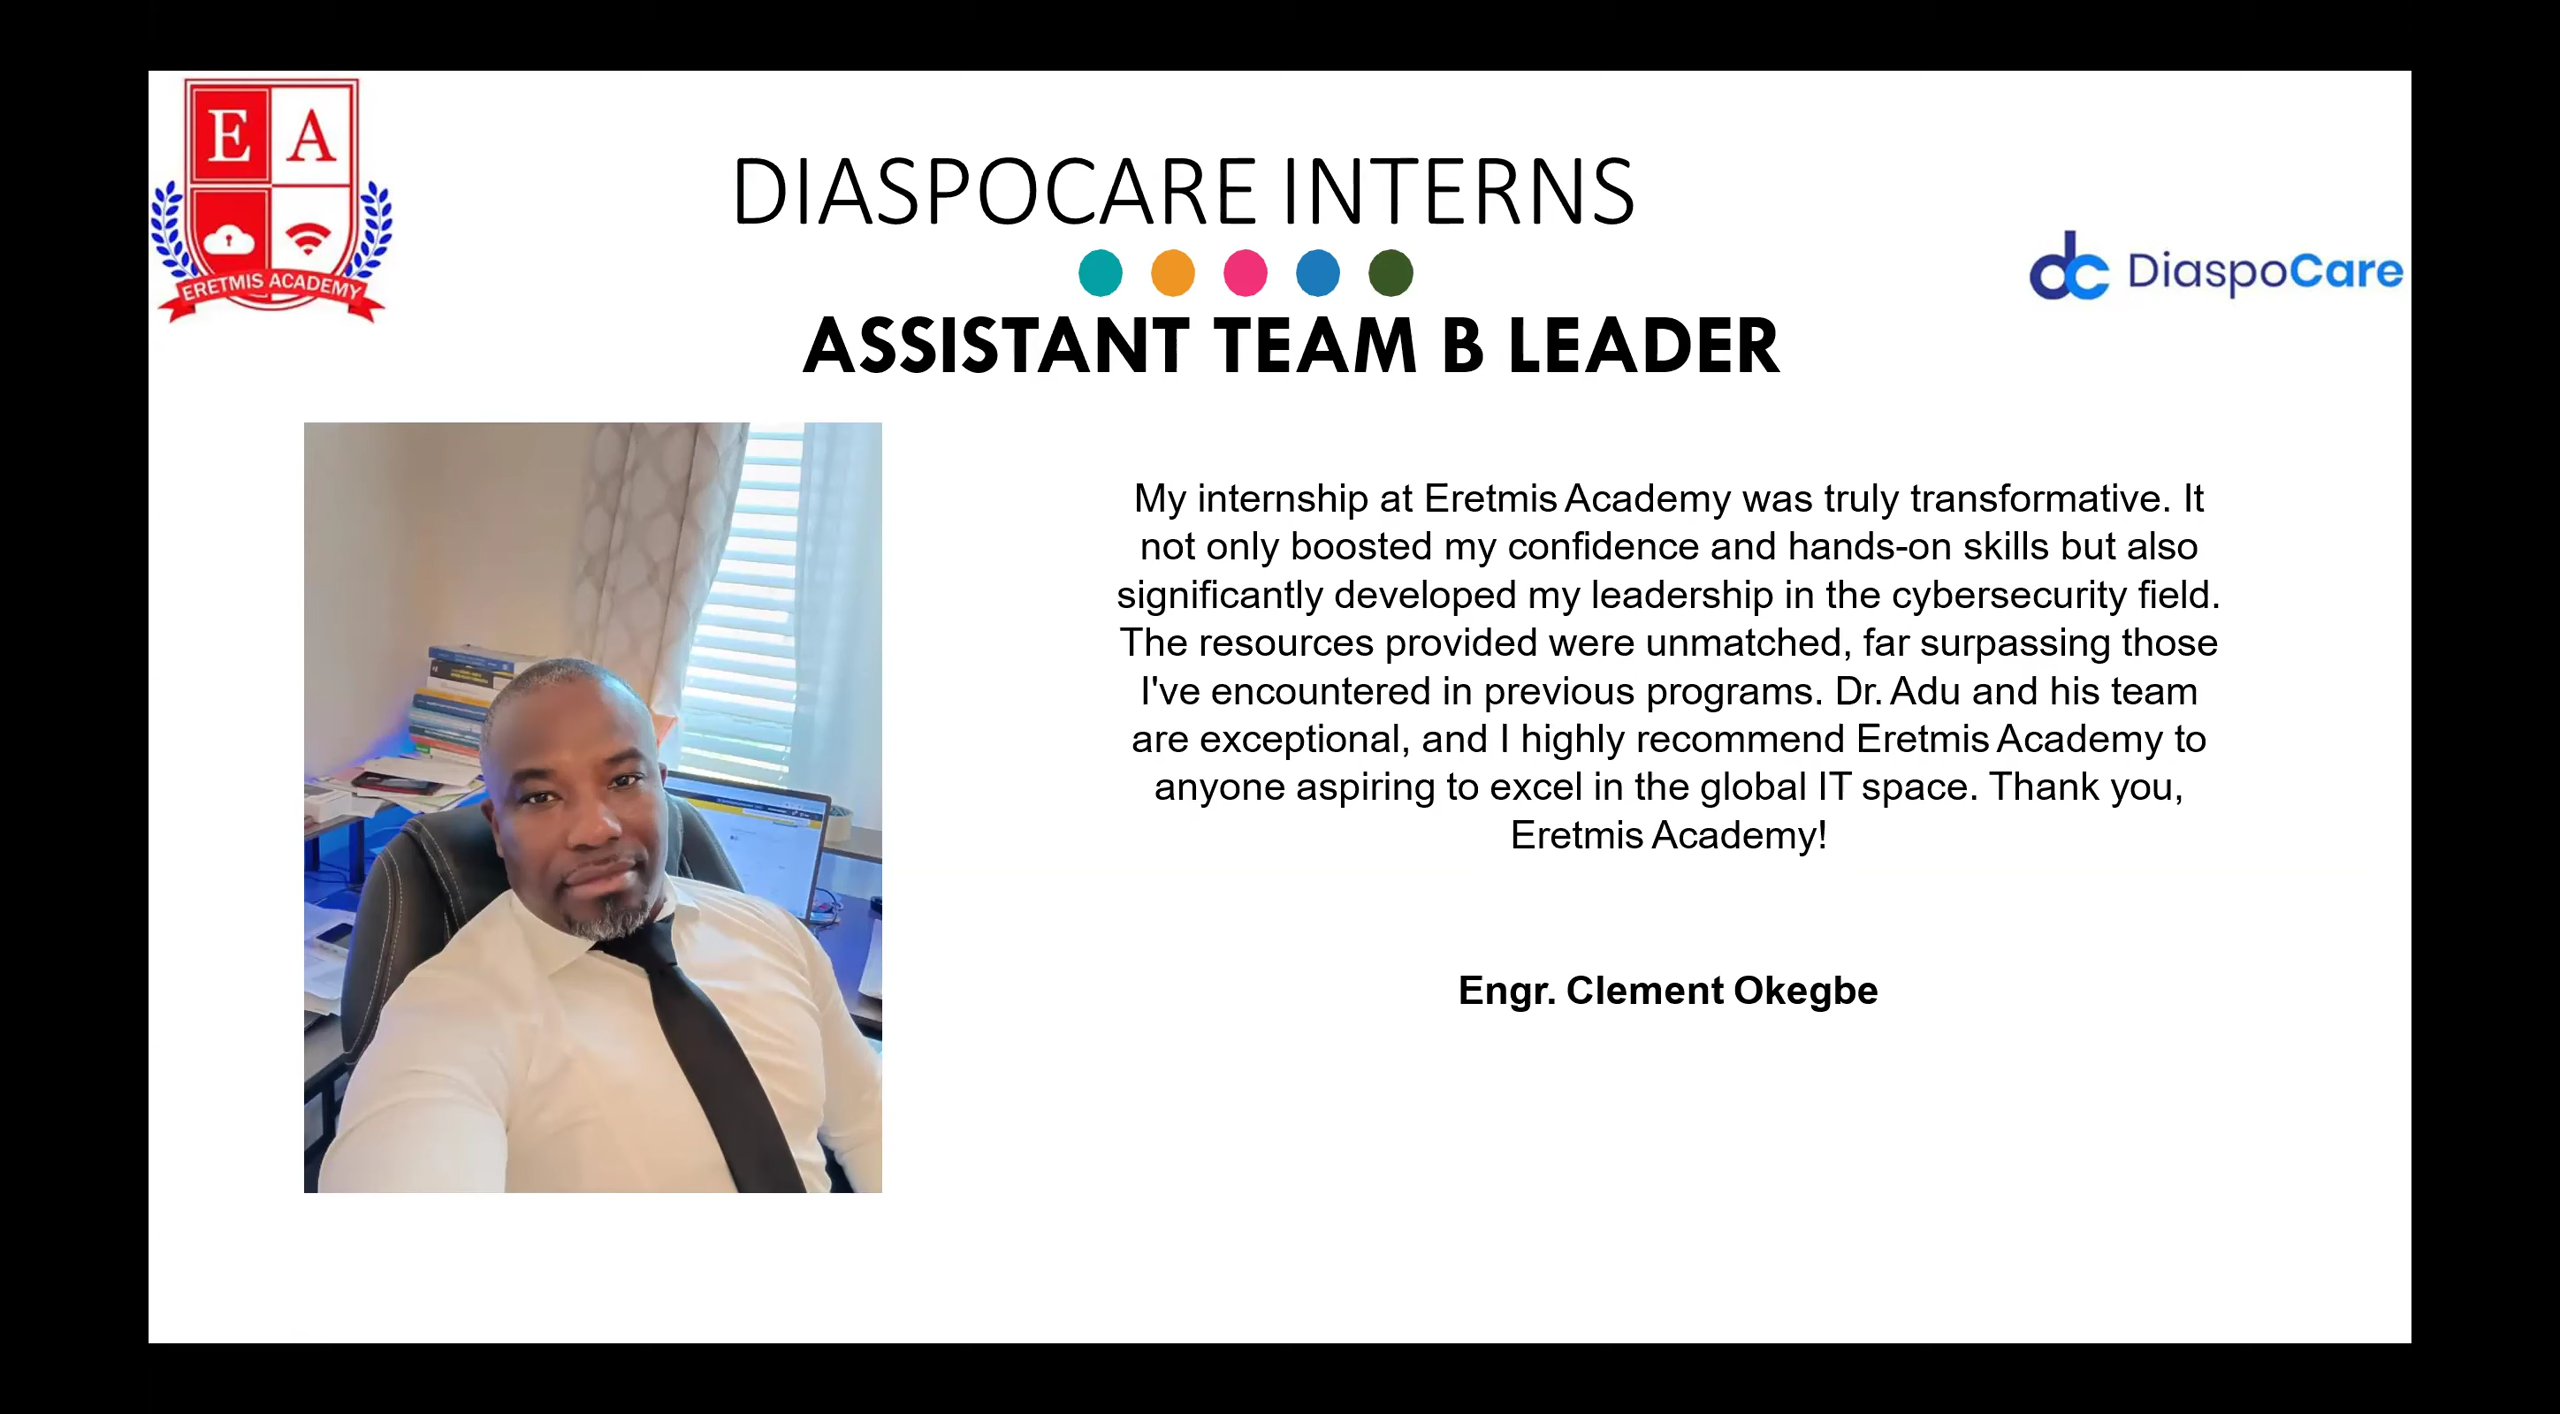 E A
ERETMIS ACADEMY
DIASPOCARE INTERNS
dc DiaspoCare
ASSISTANT TEAM B LEADER
My internship at Eretmis Academy was truly transformative. It
not only boosted my confidence and hands-on skills but also
significantly developed my leadership in the cybersecurity field.
The resources provided were unmatched, far surpassing those
I've encountered in previous programs. Dr. Adu and his team
are exceptional, and I highly recommend Eretmis Academy to
anyone aspiring to excel in the global IT space. Thank you,
Eretmis Academy!
Engr. Clement Okegbe